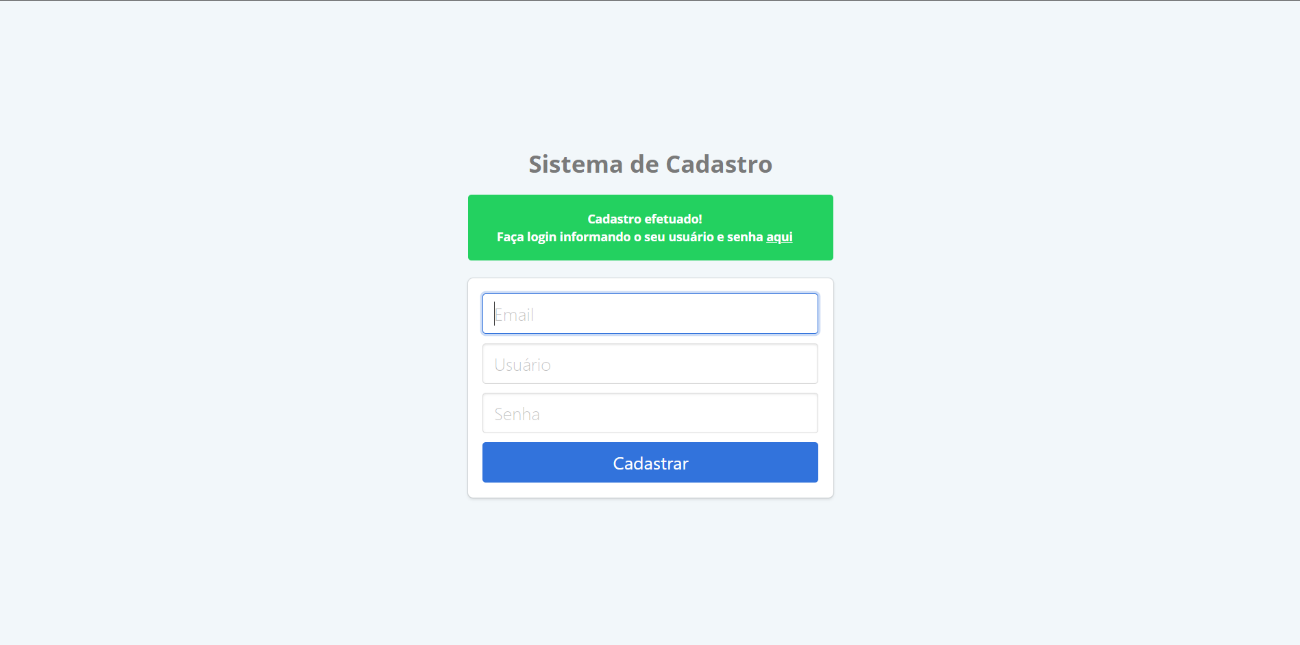 Sistema de Cadastro
Cadastro efetuado!
Faça login informando o seu usuário e senha aqui
Email
Usuário
Senha
Cadastrar